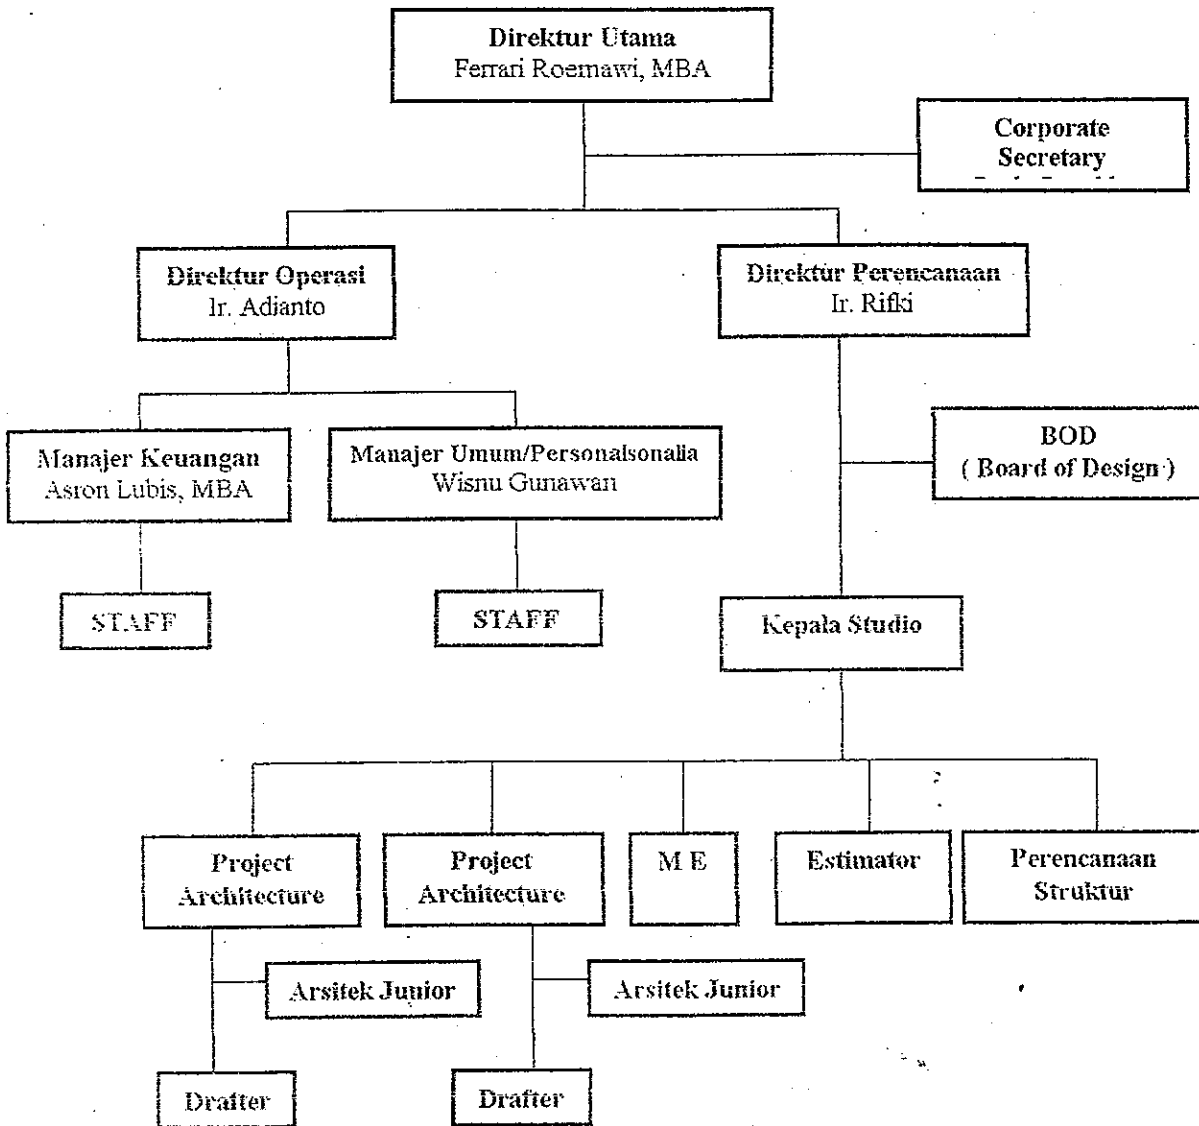 Direktur Utama
Ferrari Roemawi, MBA
Corporate
Secretary
Direktur Operasi
Ir. Adianto
Direktur Perencanaan
Ir. Rifki
BOD
( Board of Design )
Manajer Keuangan
Asron Lubis, MBA
Manajer Umum/Personalsonalia
Wisnu Gunawan
STAFF
STAFF
Kepala Studio
Project
Architecture
Project
Architecture
M E
Estimator
Perencanaan
Struktur
Arsitek Junior
Arsitek Junior
Drafter
Drafter